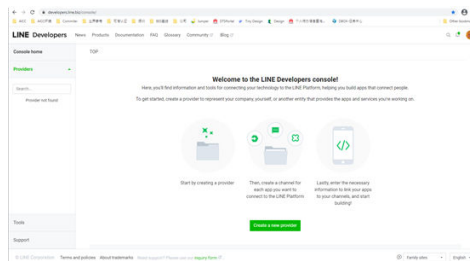 developers.line.biz/console/
LINE Developers
News Products Documentation FAQ Glossary Community Blog
Console home
TOP
Providers
Search...
Provider not found
Welcome to the LINE Developers console!
Here, you'll find information and tools for connecting your technology to the LINE Platform, helping you build apps that connect people.
To get started, create a provider to represent your company, yourself, or another entity that provides the apps and services you're working on.
Start by creating a provider
Then, create a channel for
each app you want to
connect to the LINE Platform
Lastly, enter the necessary
information to link your apps
to your channels, and start
building!
Create a new provider
Tools
Support
© LINE Corporation Terms and policies About trademarks
Family sites
English